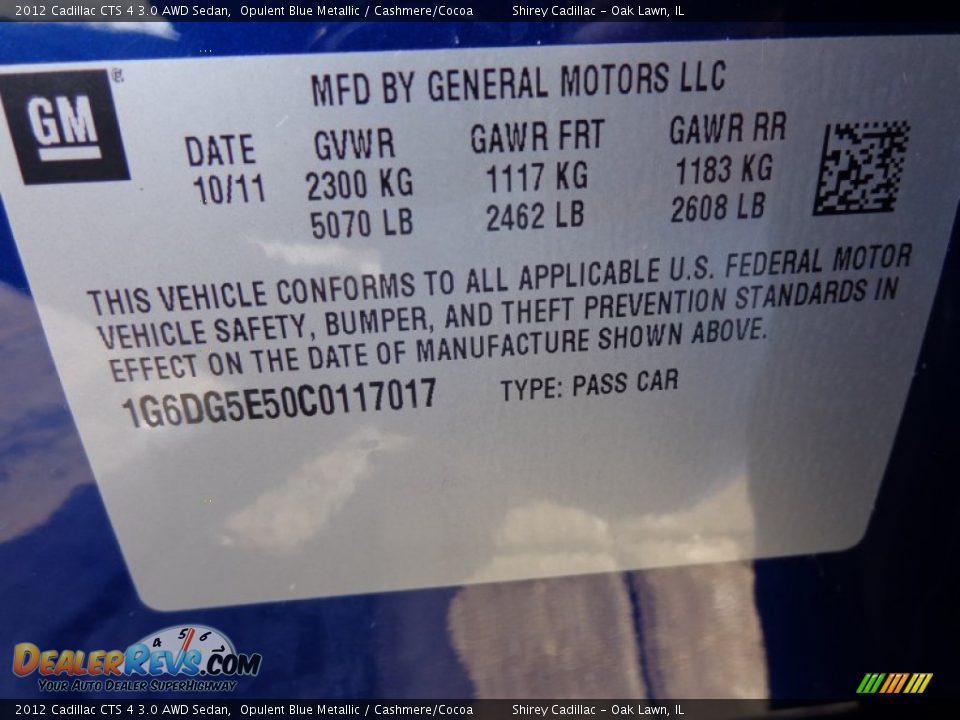 2012 Cadillac CTS 4 3.0 AWD Sedan, Opulent Blue Metallic / Cashmere/Cocoa Shirey Cadillac - Oak Lawn, IL
GM®
MFD BY GENERAL MOTORS LLC
DATE GVWR GAWR FRT GAWR RR
10/11 2300 KG 1117 KG 1183 KG
5070 LB 2462 LB 2608 LB
THIS VEHICLE CONFORMS TO ALL APPLICABLE U.S. FEDERAL MOTOR
VEHICLE SAFETY, BUMPER, AND THEFT PREVENTION STANDARDS IN
EFFECT ON THE DATE OF MANUFACTURE SHOWN ABOVE.
1G6DG5E50C0117017 TYPE: PASS CAR
4 5 6
DealerRevs.com
Your Auto Dealer SuperHighway
2012 Cadillac CTS 4 3.0 AWD Sedan, Opulent Blue Metallic / Cashmere/Cocoa Shirey Cadillac - Oak Lawn, IL